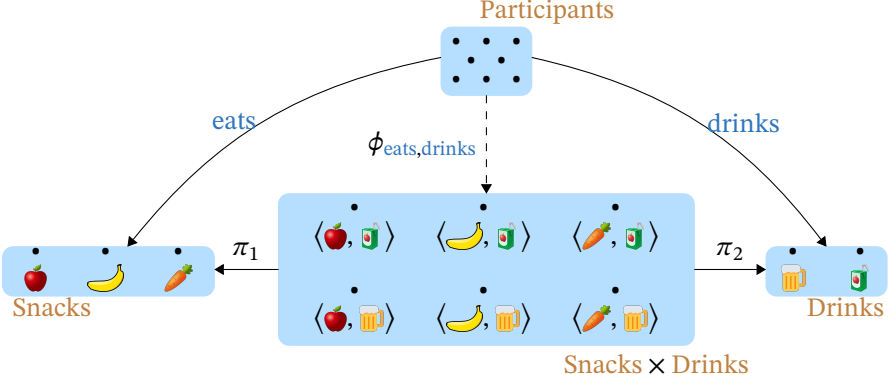 Participants
eats
drinks
ϕeats,drinks
π1
π2
⟨🍎, 🧃⟩ ⟨🍌, 🧃⟩ ⟨🥕, 🧃⟩
⟨🍎, 🍺⟩ ⟨🍌, 🍺⟩ ⟨🥕, 🍺⟩
Snacks
Drinks
Snacks × Drinks